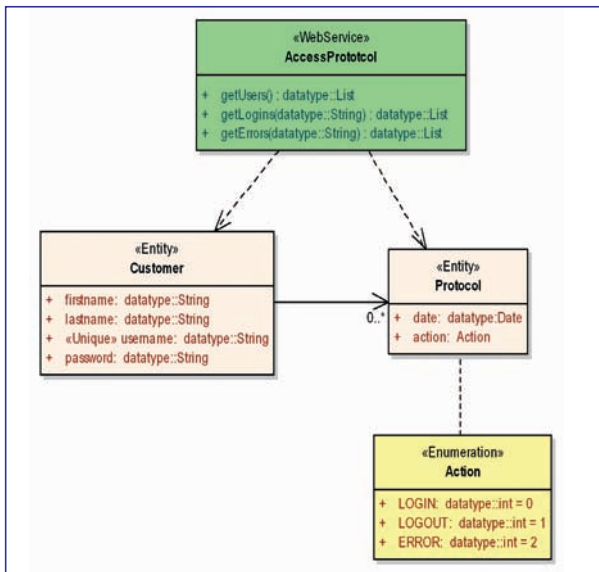 «WebService»
AccessPrototcol
+ getUsers() : datatype::List
+ getLogins(datatype::String) : datatype::List
+ getErrors(datatype::String) : datatype::List
«Entity»
Customer
+ firstname: datatype::String
+ lastname: datatype::String
+ «Unique» username: datatype::String
+ password: datatype::String
0..*
«Entity»
Protocol
+ date: datatype:Date
+ action: Action
«Enumeration»
Action
+ LOGIN: datatype::int = 0
+ LOGOUT: datatype::int = 1
+ ERROR: datatype::int = 2